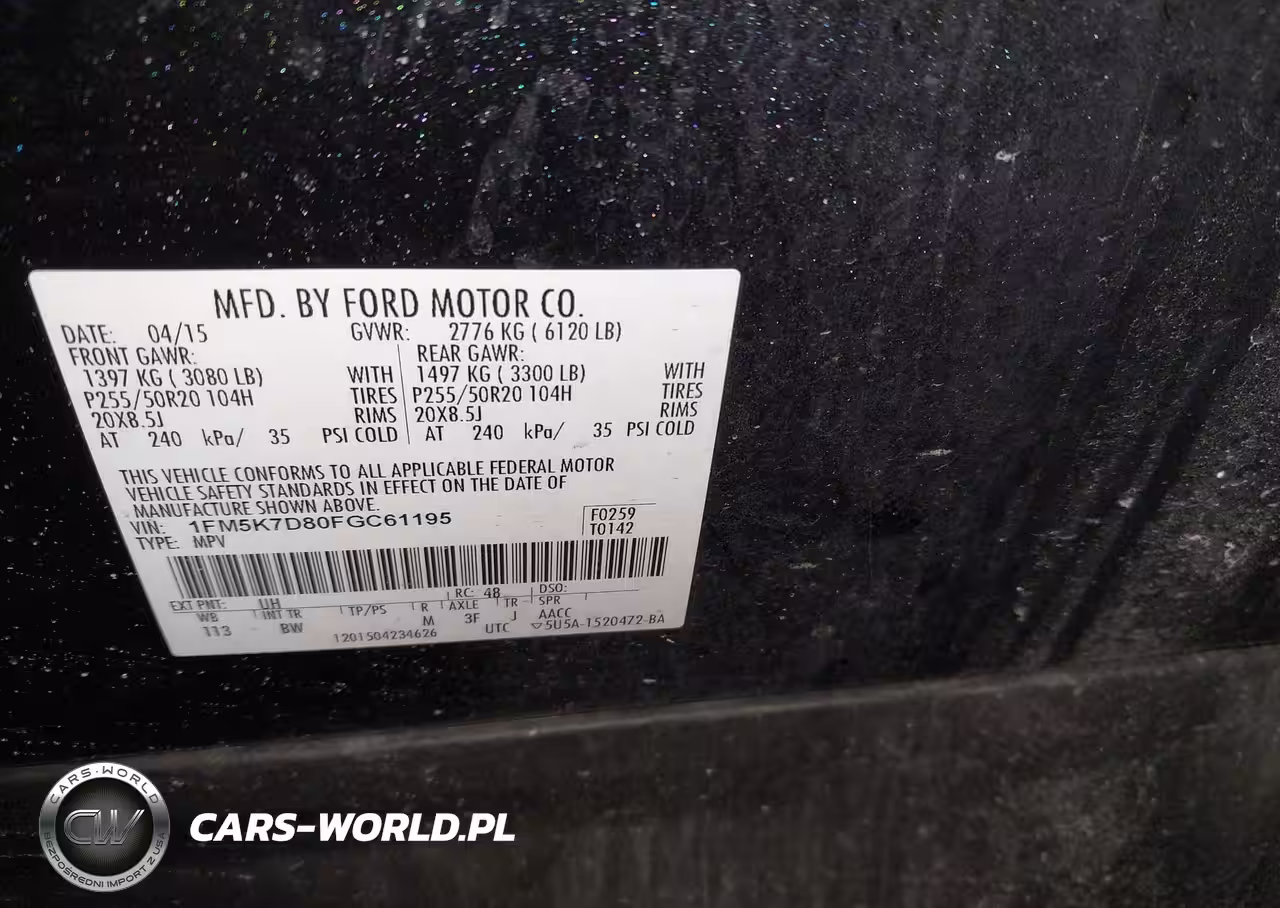 MFD. BY FORD MOTOR CO.
DATE: 04/15 GVWR: 2776 KG ( 6120 LB)
FRONT GAWR: REAR GAWR:
1397 KG ( 3080 LB) WITH 1497 KG ( 3300 LB) WITH
P255/50R20 104H TIRES P255/50R20 104H TIRES
20X8.5J RIMS 20X8.5J RIMS
AT 240 kPa/ 35 PSI COLD AT 240 kPa/ 35 PSI COLD
THIS VEHICLE CONFORMS TO ALL APPLICABLE FEDERAL MOTOR
VEHICLE SAFETY STANDARDS IN EFFECT ON THE DATE OF
MANUFACTURE SHOWN ABOVE.
VIN: 1FM5K7D80FGC61195 F0259
TYPE: MPV T0142
EXT PNT: UH RC: 48 DSO:
WB INT TR TP/PS R AXLE TR SPR
113 BW M 3F J AACC
1201504234626 UTC ▽5U5A-1520472-BA
CARS-WORLD
CW
BEZPOŚREDNI IMPORT Z USA
CARS-WORLD.PL